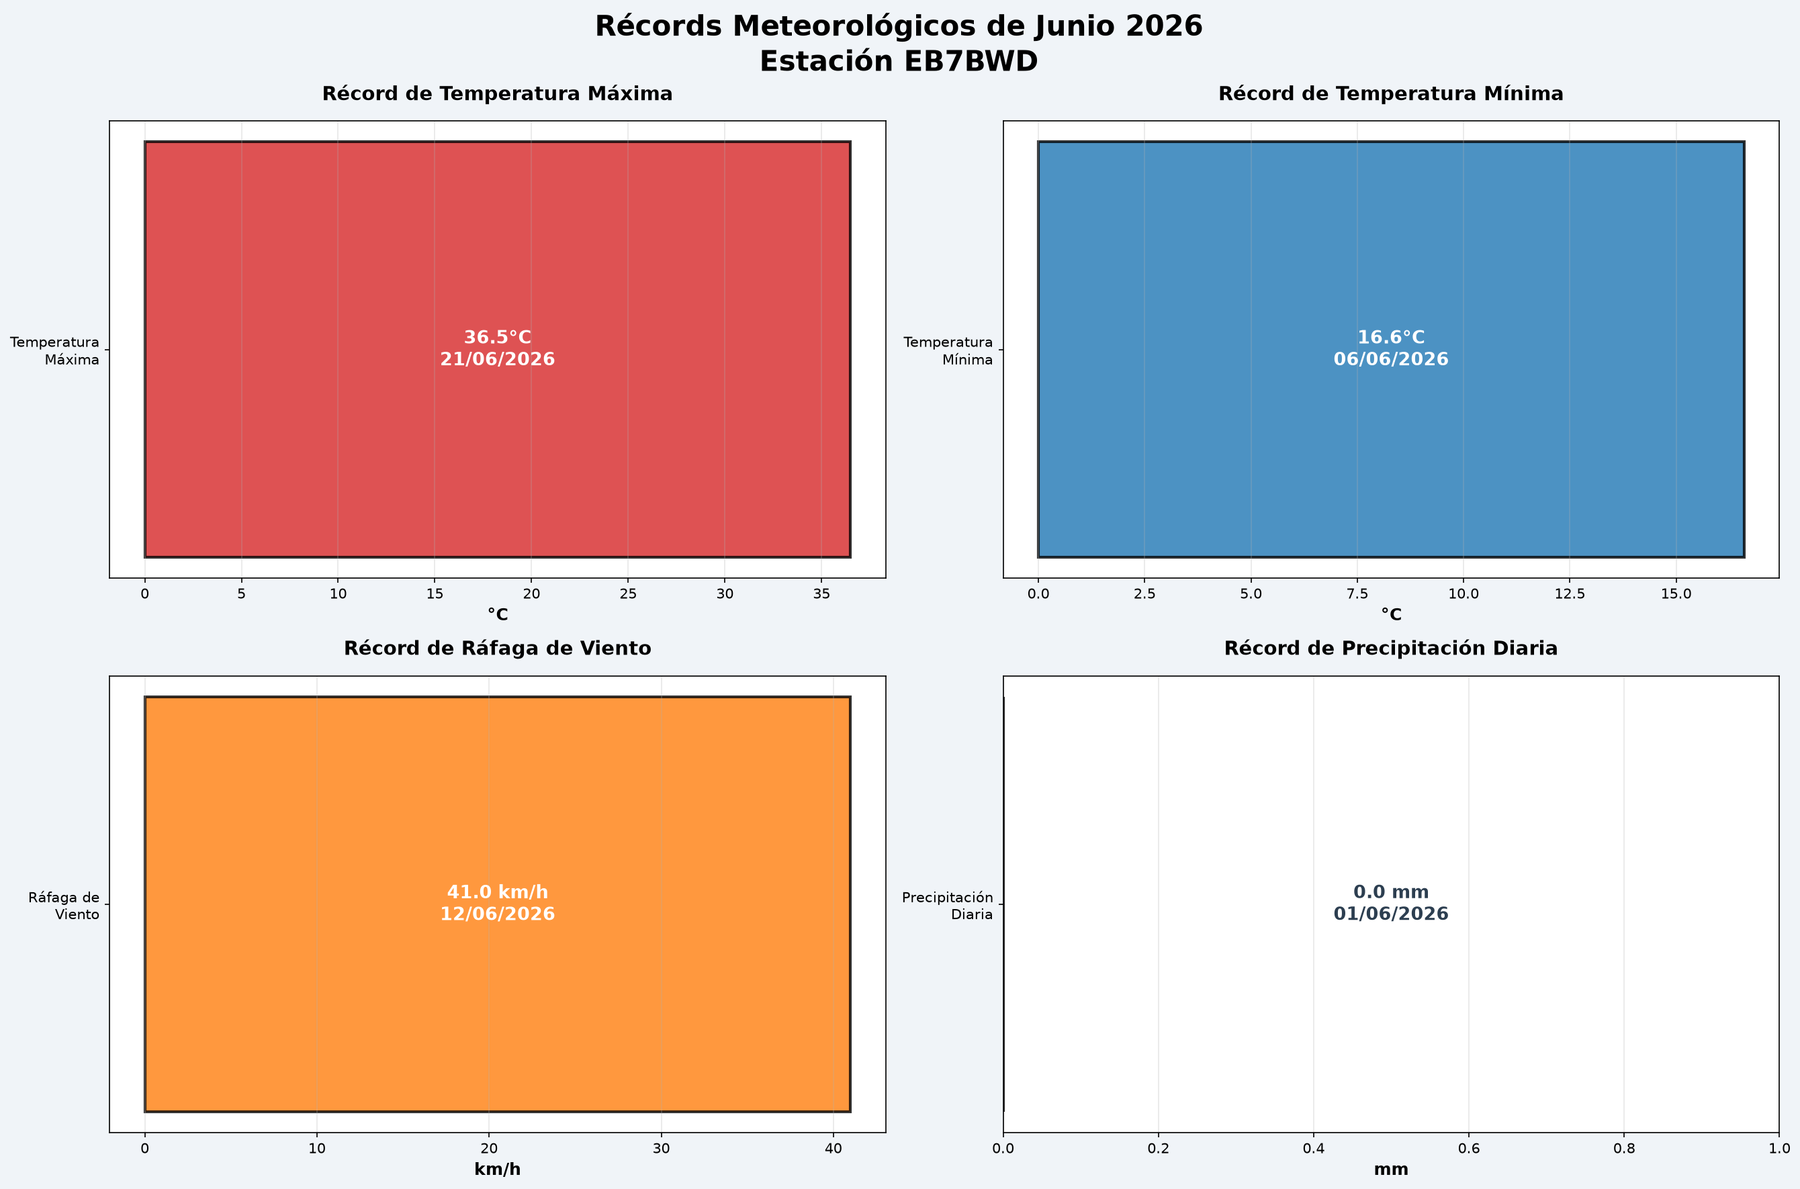 Récords Meteorológicos de Junio 2026
Estación EB7BWD
Récord de Temperatura Máxima
Temperatura
Máxima
36.5°C
21/06/2026
0 5 10 15 20 25 30 35
°C
Récord de Temperatura Mínima
Temperatura
Mínima
16.6°C
06/06/2026
0.0 2.5 5.0 7.5 10.0 12.5 15.0
°C
Récord de Ráfaga de Viento
Ráfaga de
Viento
41.0 km/h
12/06/2026
0 10 20 30 40
km/h
Récord de Precipitación Diaria
Precipitación
Diaria
0.0 mm
01/06/2026
0.0 0.2 0.4 0.6 0.8 1.0
mm